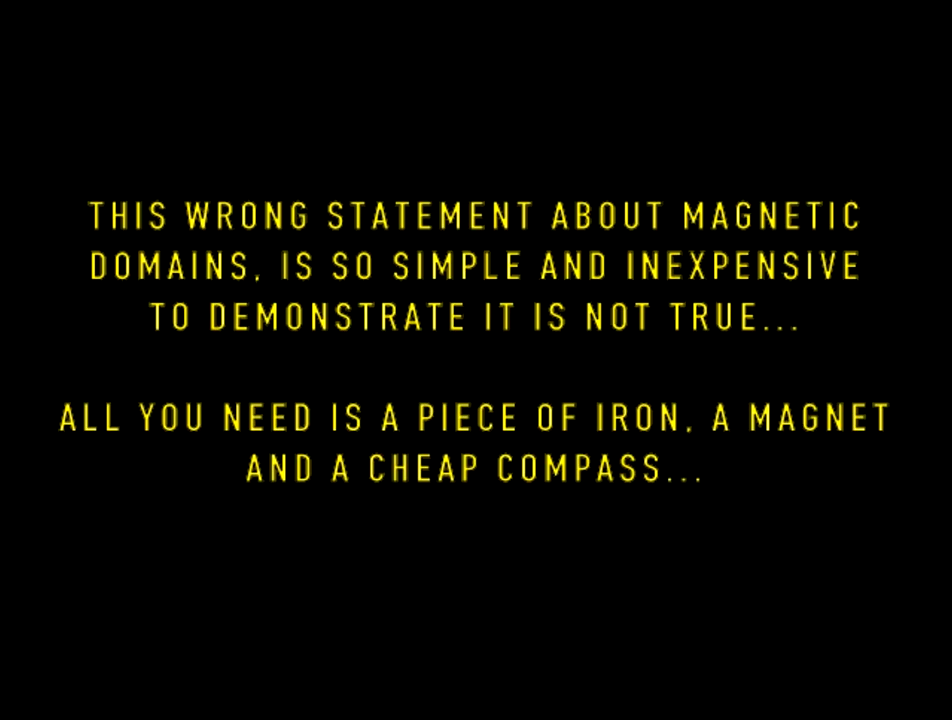 THIS WRONG STATEMENT ABOUT MAGNETIC
DOMAINS, IS SO SIMPLE AND INEXPENSIVE
TO DEMONSTRATE IT IS NOT TRUE...
ALL YOU NEED IS A PIECE OF IRON, A MAGNET
AND A CHEAP COMPASS...